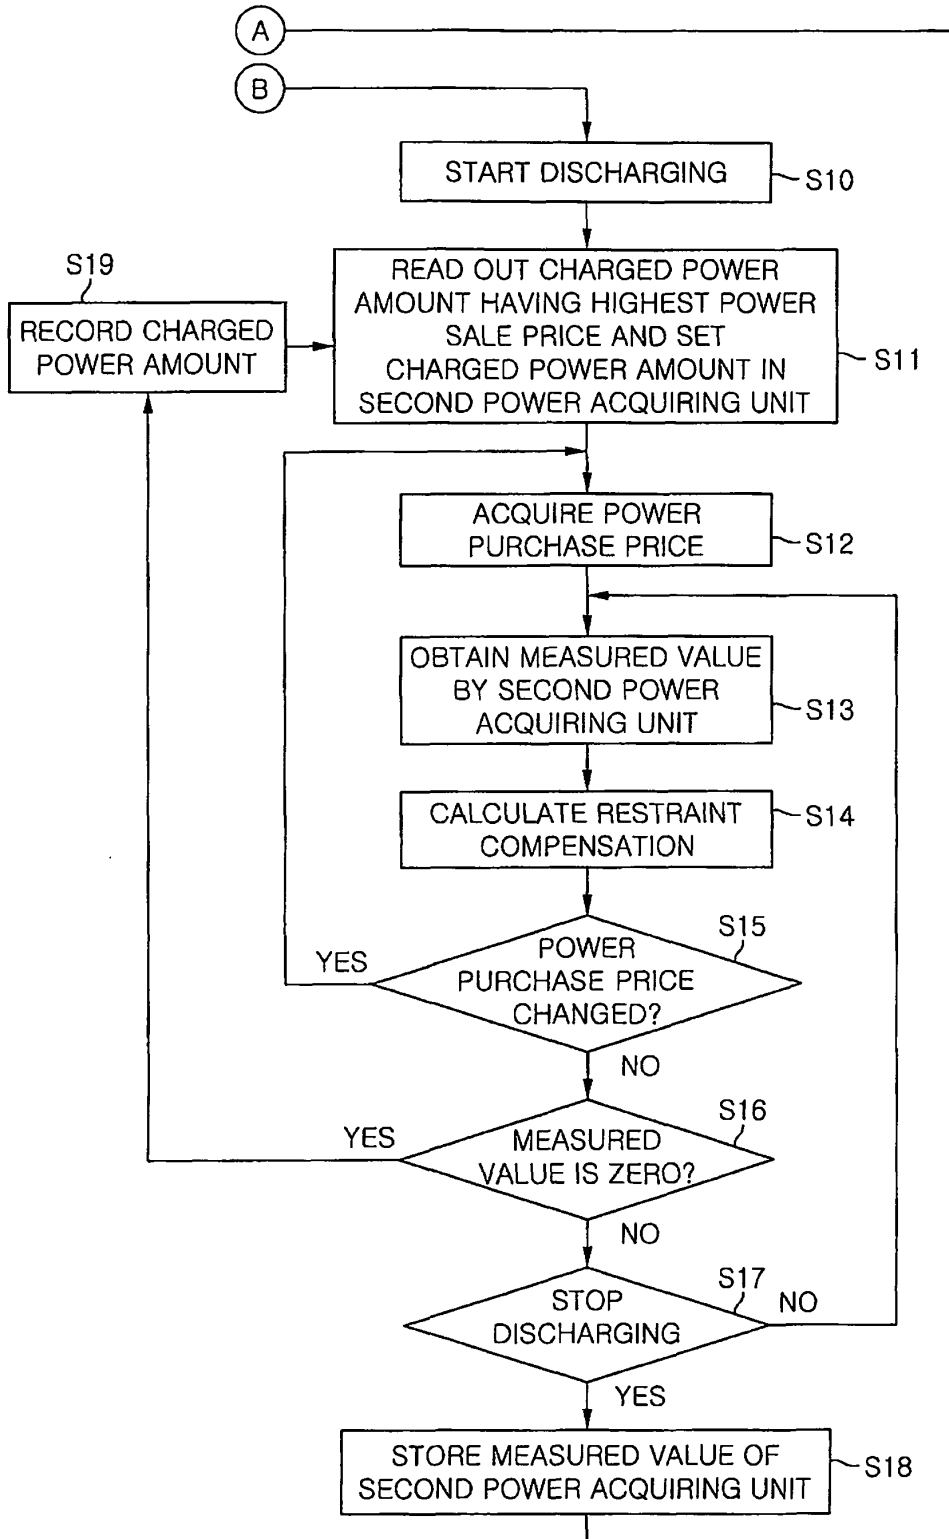 A
B
START DISCHARGING
S10
S19
RECORD CHARGED
POWER AMOUNT
READ OUT CHARGED POWER
AMOUNT HAVING HIGHEST POWER
SALE PRICE AND SET
CHARGED POWER AMOUNT IN
SECOND POWER ACQUIRING UNIT
S11
ACQUIRE POWER
PURCHASE PRICE
S12
OBTAIN MEASURED VALUE
BY SECOND POWER
ACQUIRING UNIT
S13
CALCULATE RESTRAINT
COMPENSATION
S14
S15
YES
POWER
PURCHASE PRICE
CHANGED?
NO
S16
YES
MEASURED
VALUE IS ZERO?
NO
S17
STOP
DISCHARGING
NO
YES
STORE MEASURED VALUE OF
SECOND POWER ACQUIRING UNIT
S18